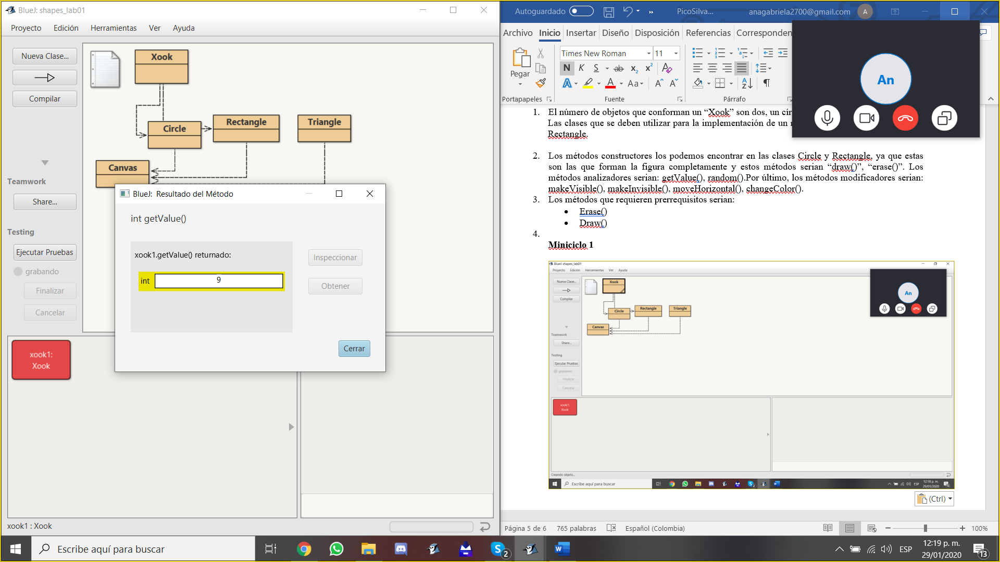 BlueJ: shapes_lab01
Proyecto Edición Herramientas Ver Ayuda
Nueva Clase...
Compilar
Teamwork
Share...
Testing
Ejecutar Pruebas
grabando
Finalizar
Cancelar
Xook
Circle
Rectangle
Triangle
Canvas
BlueJ: Resultado del Método
int getValue()
xook1.getValue() returnado:
int 9
Inspeccionar
Obtener
Cerrar
xook1:
Xook
xook1 : Xook
Autoguardado
PicoSilva...
anagabriela2700@gmail.com
A
Archivo Inicio Insertar Diseño Disposición Referencias Corresponden
Pegar
Times New Roman 11
N K S ab x₂ x²
A A Aa A A
Portapapeles Fuente Párrafo
An
1. El número de objetos que conforman un “Xook” son dos, un cír
Las clases que se deben utilizar para la implementación de un
Rectangle.
2. Los métodos constructores los podemos encontrar en las clases Circle y Rectangle, ya que estas
son las que forman la figura completamente y estos métodos serian “draw()”, “erase()”. Los
métodos analizadores serian: getValue(), random().Por último, los métodos modificadores serian:
makeVisible(), makeInvisible(), moveHorizontal(), changeColor().
3. Los métodos que requieren prerrequisitos serian:
• Erase()
• Draw()
4.
Miniciclo 1
BlueJ: shapes_lab01
Proyecto Edición Herramientas Ver Ayuda
Nueva Clase...
Compilar
Teamwork
Share...
Testing
Ejecutar Pruebas
grabando
Finalizar
Cancelar
Xook
Circle
Rectangle
Triangle
Canvas
An
xook1:
Xook
Creando objeto...
Escribe aquí para buscar
ESP
12:18 p. m.
29/01/2020
(Ctrl)
Página 5 de 6 765 palabras Español (Colombia) 100%
Escribe aquí para buscar
2
ESP
12:19 p. m.
29/01/2020
13